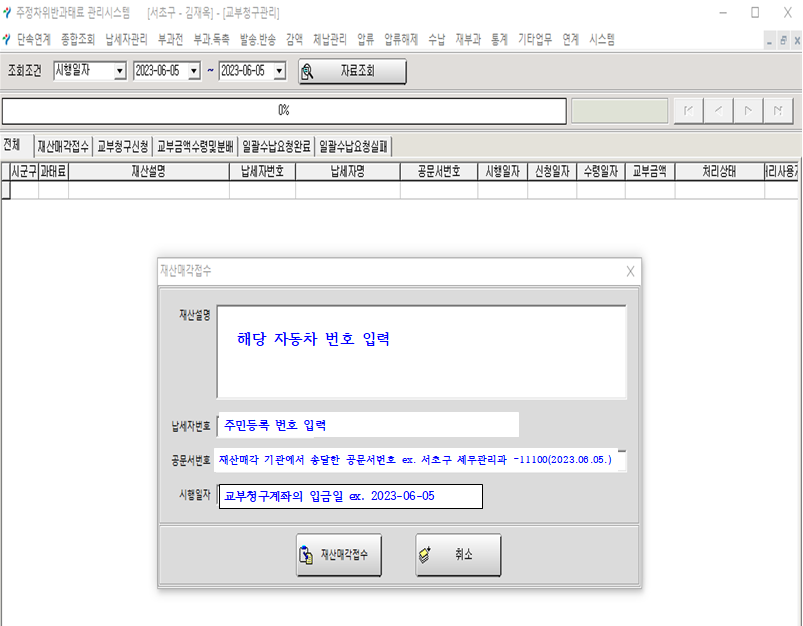 주정차위반과태료 관리시스템 [서초구 - 김재옥] - [교부청구관리]
단속연계 종합조회 납세자관리 부과전 부과,독촉 발송,반송 감액 체납관리 압류 압류해제 수납 재부과 통계 기타업무 연계 시스템
조회조건 시행일자 2023-06-05 ~ 2023-06-05 자료조회
0%
전체 재산매각접수 교부청구신청 교부금액수령및분배 일괄수납요청완료 일괄수납요청실패
시군구 과태료 재산설명 납세자번호 납세자명 공문서번호 시행일자 신청일자 수령일자 교부금액 처리상태 처리사용자
재산매각접수
재산설명 해당 자동차 번호 입력
납세자번호 주민등록 번호 입력
공문서번호 재산매각 기관에서 송달한 공문서번호 ex. 서초구 세무관리과 -11100(2023.06.05.)
시행일자 교부청구계좌의 입금일 ex. 2023-06-05
재산매각접수 취소